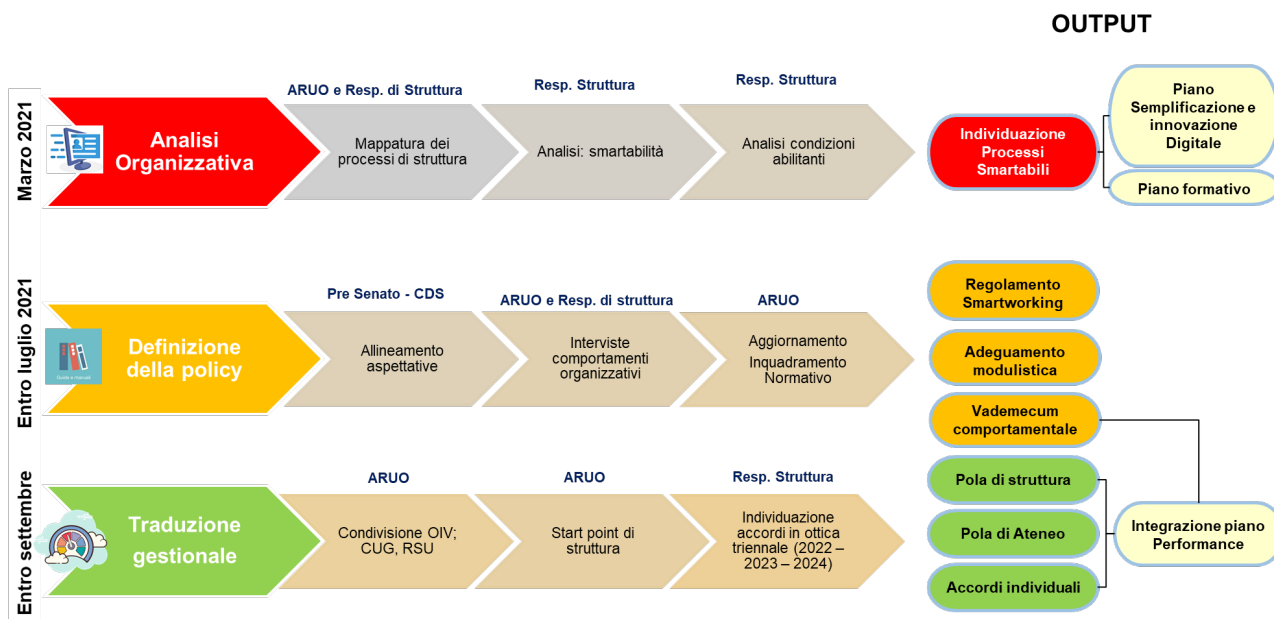 OUTPUT
Marzo 2021
Analisi
Organizzativa
ARUO e Resp. di Struttura
Mappatura dei
processi di struttura
Resp. Struttura
Analisi: smartabilità
Resp. Struttura
Analisi condizioni
abilitanti
Individuazione
Processi
Smartabili
Piano
Semplificazione e
innovazione
Digitale
Piano formativo
Entro luglio 2021
Guida e manuali
Definizione
della policy
Pre Senato - CDS
Allineamento
aspettative
ARUO e Resp. di struttura
Interviste
comportamenti
organizzativi
ARUO
Aggiornamento
Inquadramento
Normativo
Regolamento
Smartworking
Adeguamento
modulistica
Vademecum
comportamentale
Entro settembre
Traduzione
gestionale
ARUO
Condivisione OIV;
CUG, RSU
ARUO
Start point di
struttura
Resp. Struttura
Individuazione
accordi in ottica
triennale (2022 –
2023 – 2024)
Pola di struttura
Pola di Ateneo
Accordi individuali
Integrazione piano
Performance